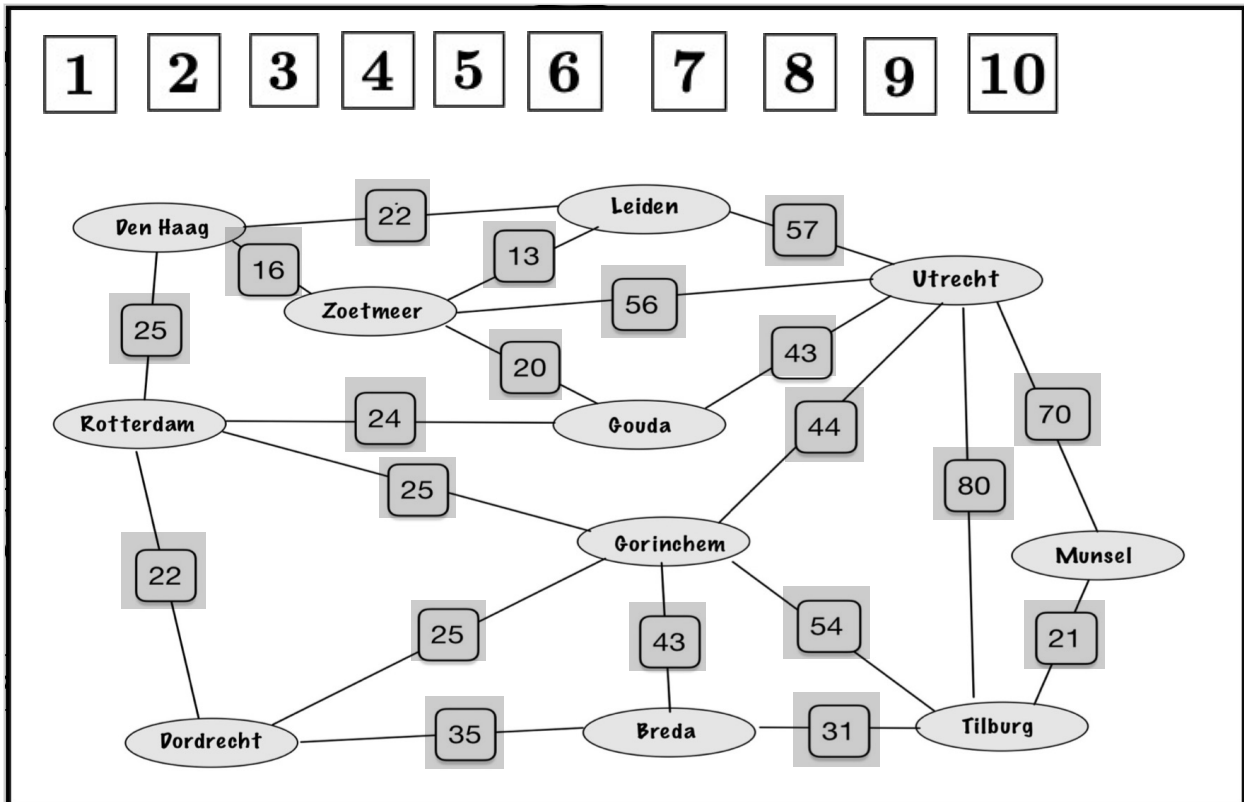 1 2 3 4 5 6 7 8 9 10
Den Haag 22 Leiden
57
16 13
Utrecht
Zoetmeer 56
25
43
20
Rotterdam 24 Gouda
44 70
25
80
Gorinchem
Munsel
22
25 43 54 21
Dordrecht 35 Breda 31 Tilburg